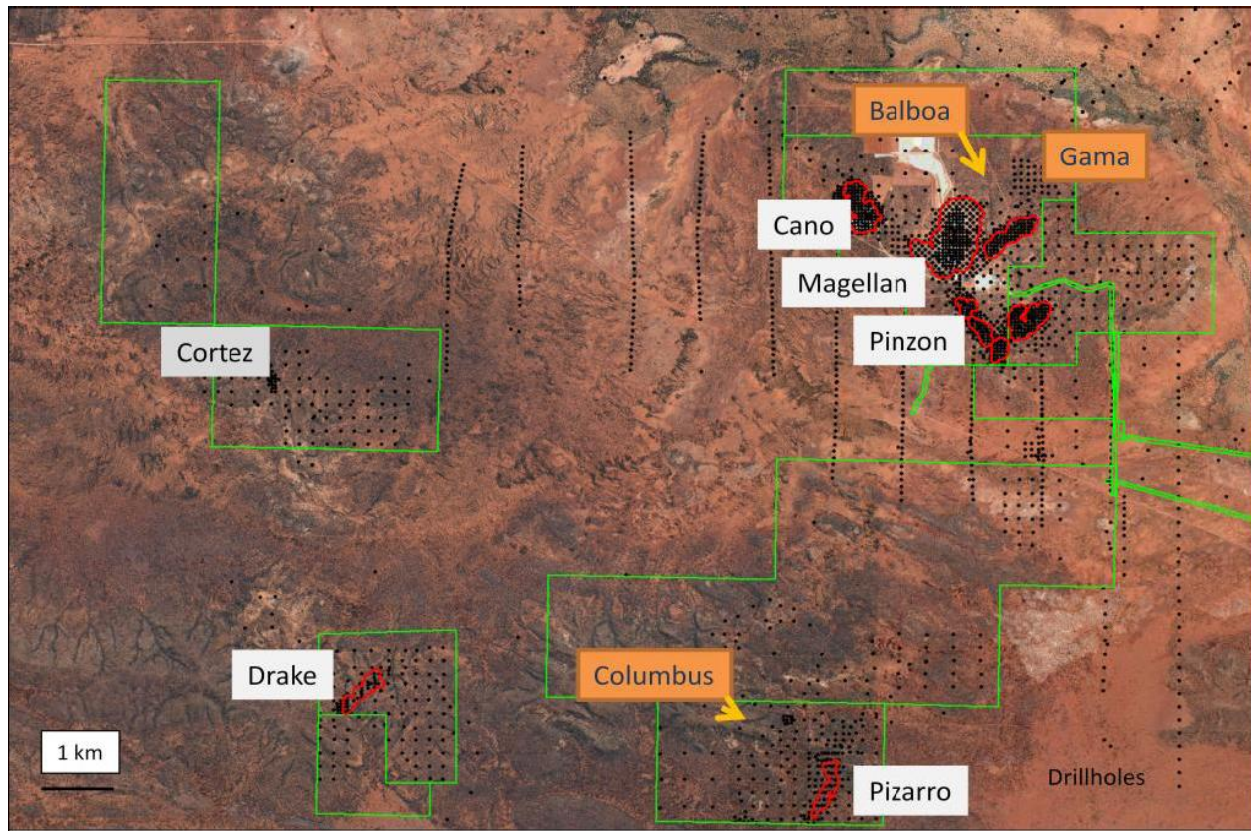 Balboa
Gama
Cano
Magellan
Cortez
Pinzon
Drake
Columbus
1 km
Drillholes
Pizarro